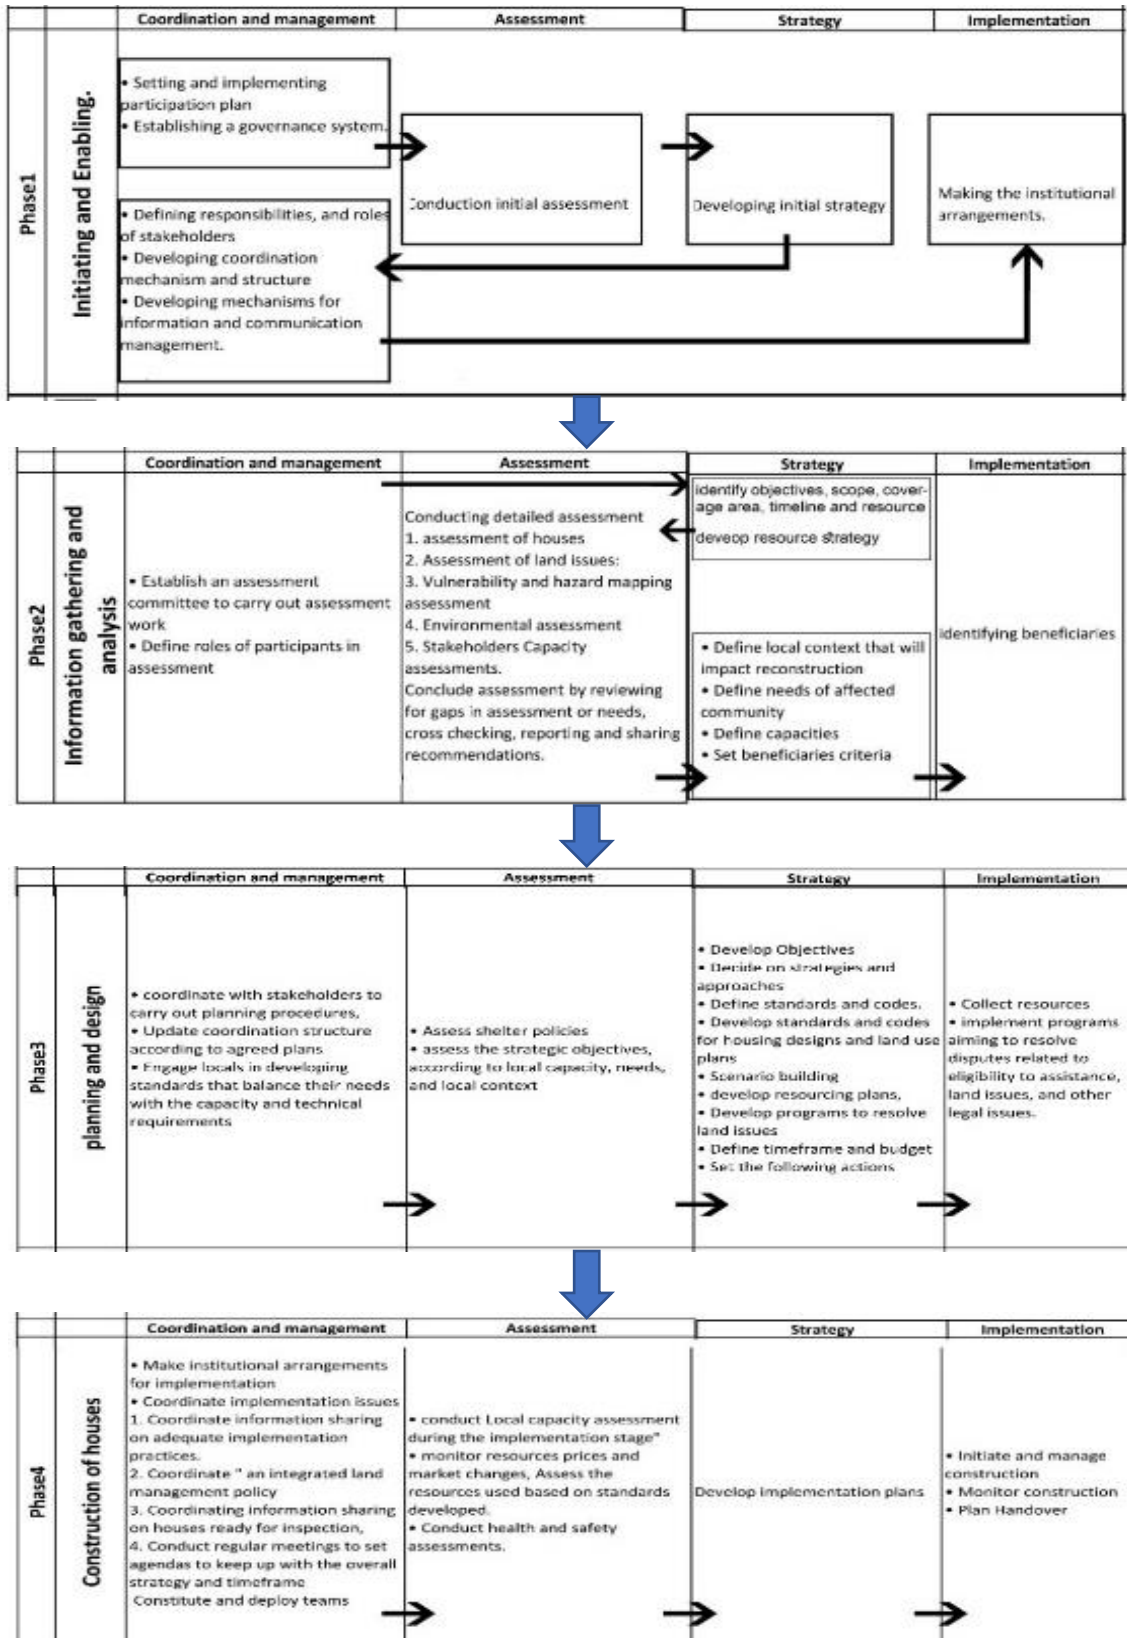 Coordination and management
Assessment
Strategy
Implementation
Phase1
Initiating and Enabling.
• Setting and implementing
participation plan
• Establishing a governance system.
• Defining responsibilities, and roles
of stakeholders
• Developing coordination
mechanism and structure
• Developing mechanisms for
information and communication
management.
Conduction initial assessment
Developing initial strategy
Making the institutional
arrangements.
Coordination and management
Assessment
Strategy
Implementation
Phase2
Information gathering and
analysis
• Establish an assessment
committee to carry out assessment
work
• Define roles of participants in
assessment
Conducting detailed assessment
1. assessment of houses
2. Assessment of land issues:
3. Vulnerability and hazard mapping
assessment
4. Environmental assessment
5. Stakeholders Capacity
assessments.
Conclude assessment by reviewing
for gaps in assessment or needs,
cross checking, reporting and sharing
recommendations.
identify objectives, scope, cover-
age area, timeline and resource
deveop resource strategy
• Define local context that will
impact reconstruction
• Define needs of affected
community
• Define capacities
• Set beneficiaries criteria
identifying beneficiaries
Coordination and management
Assessment
Strategy
Implementation
Phase3
planning and design
• coordinate with stakeholders to
carry out planning procedures,
• Update coordination structure
according to agreed plans
• Engage locals in developing
standards that balance their needs
with the capacity and technical
requirements
• Assess shelter policies
• assess the strategic objectives,
according to local capacity, needs,
and local context
• Develop Objectives
• Decide on strategies and
approaches
• Define standards and codes.
• Develop standards and codes
for housing designs and land use
plans
• Scenario building
• develop resourcing plans,
• Develop programs to resolve
land issues
• Define timeframe and budget
• Set the following actions
• Collect resources
• implement programs
aiming to resolve
disputes related to
eligibility to assistance,
land issues, and other
legal issues.
Coordination and management
Assessment
Strategy
Implementation
Phase4
Construction of houses
• Make institutional arrangements
for implementation
• Coordinate implementation issues
1. Coordinate information sharing
on adequate implementation
practices.
2. Coordinate " an integrated land
management policy
3. Coordinating information sharing
on houses ready for inspection,
4. Conduct regular meetings to set
agendas to keep up with the overall
strategy and timeframe
Constitute and deploy teams
• conduct Local capacity assessment
during the implementation stage"
• monitor resources prices and
market changes, Assess the
resources used based on standards
developed.
• Conduct health and safety
assessments.
Develop implementation plans
• Initiate and manage
construction
• Monitor construction
• Plan Handover